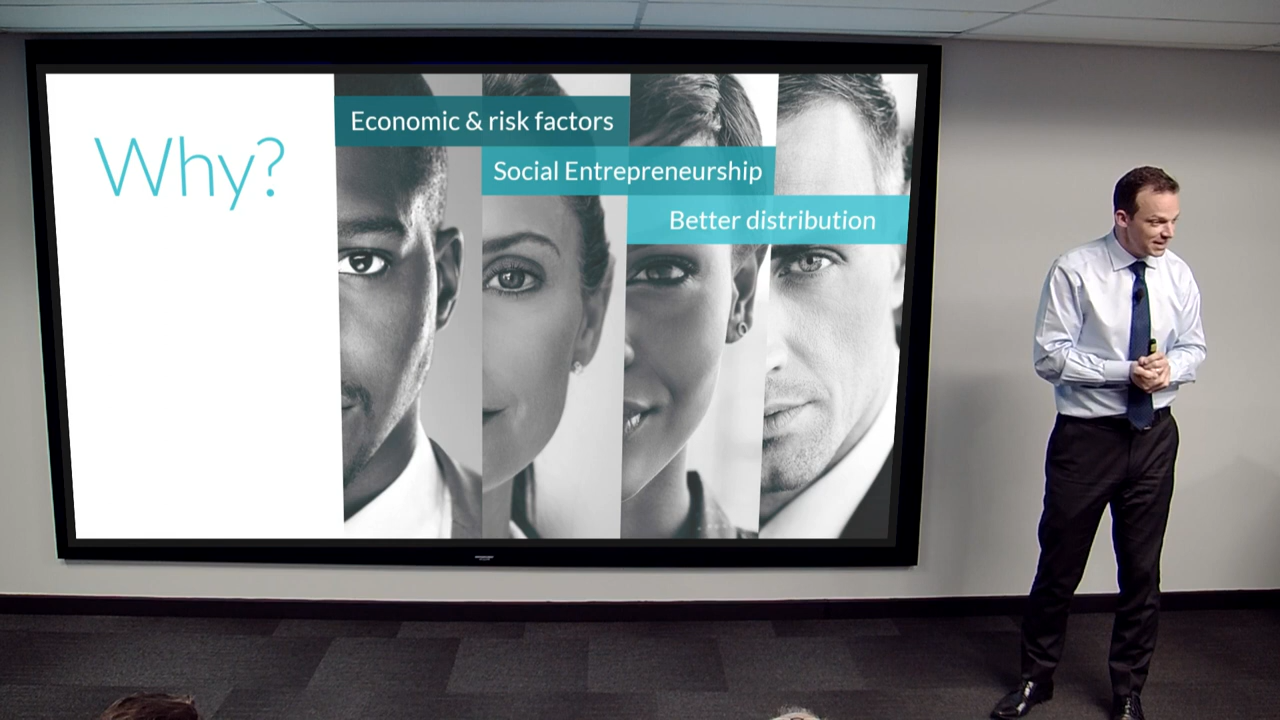 Why?
Economic & risk factors
Social Entrepreneurship
Better distribution